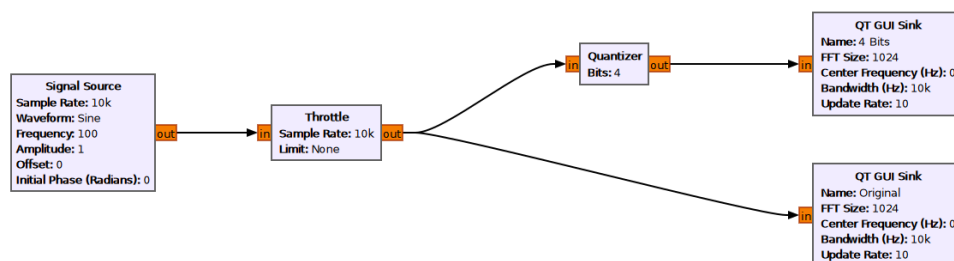 Signal Source
Sample Rate: 10k
Waveform: Sine
Frequency: 100
Amplitude: 1
Offset: 0
Initial Phase (Radians): 0
out
in
Throttle
Sample Rate: 10k
Limit: None
out
in
Quantizer
Bits: 4
out
in
QT GUI Sink
Name: 4 Bits
FFT Size: 1024
Center Frequency (Hz): 0
Bandwidth (Hz): 10k
Update Rate: 10
in
QT GUI Sink
Name: Original
FFT Size: 1024
Center Frequency (Hz): 0
Bandwidth (Hz): 10k
Update Rate: 10